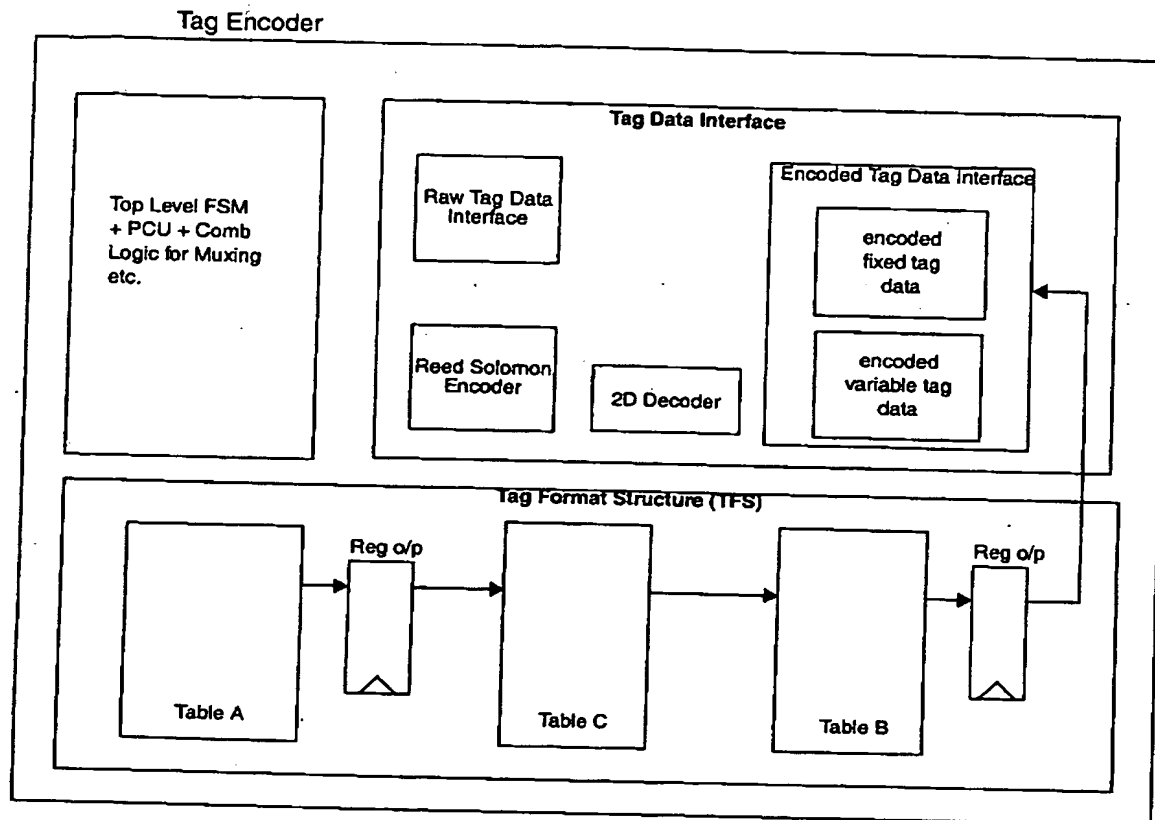 Tag Encoder
Tag Data Interface
Top Level FSM
+ PCU + Comb
Logic for Muxing
etc.
Raw Tag Data
Interface
Encoded Tag Data Interface
encoded
fixed tag
data
Reed Solomon
Encoder
2D Decoder
encoded
variable tag
data
Tag Format Structure (TFS)
Table A
Reg o/p
Table C
Table B
Reg o/p